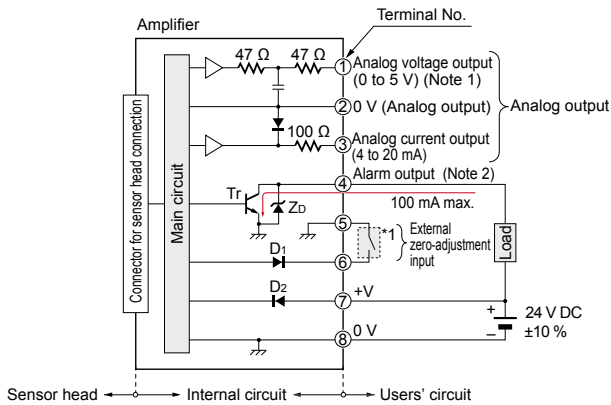 Terminal No.
Amplifier
47 Ω 47 Ω
① Analog voltage output
(0 to 5 V) (Note 1)
② 0 V (Analog output)
Analog output
100 Ω
③ Analog current output
(4 to 20 mA)
④ Alarm output (Note 2)
100 mA max.
Tr
ZD
⑤
*1
External
zero-adjustment
input
Load
D1
⑥
D2
⑦ +V
+
24 V DC
±10 %
–
⑧ 0 V
Connector for sensor head connection
Main circuit
Sensor head
Internal circuit
Users' circuit